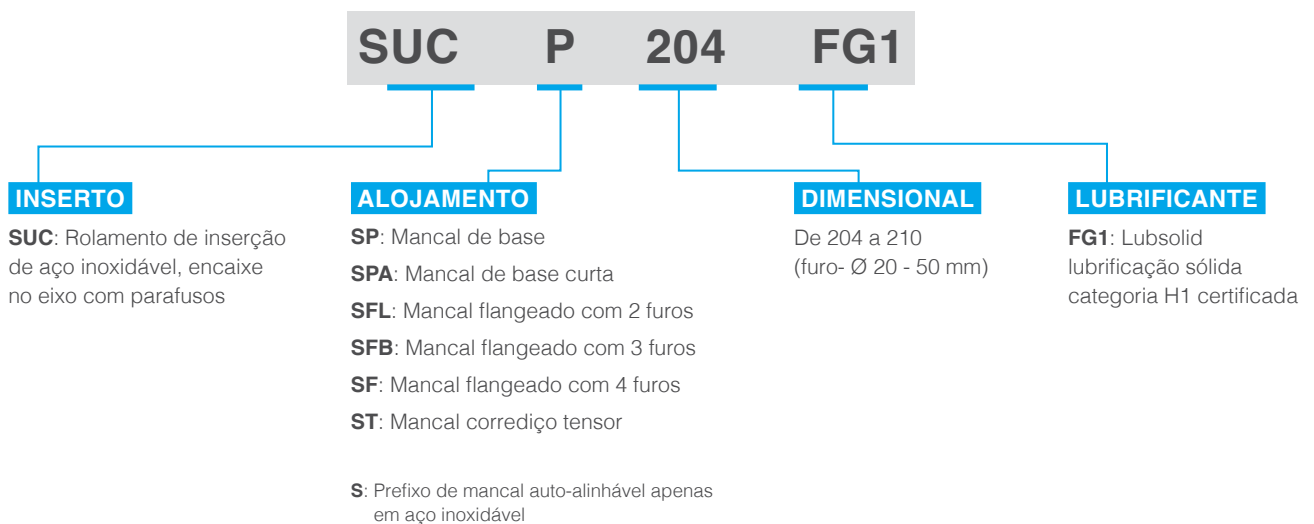 SUC P 204 FG1
INSERTO
SUC: Rolamento de inserção
de aço inoxidável, encaixe
no eixo com parafusos
ALOJAMENTO
SP: Mancal de base
SPA: Mancal de base curta
SFL: Mancal flangeado com 2 furos
SFB: Mancal flangeado com 3 furos
SF: Mancal flangeado com 4 furos
ST: Mancal corrediço tensor
S: Prefixo de mancal auto-alinhável apenas
em aço inoxidável
DIMENSIONAL
De 204 a 210
(furo- Ø 20 - 50 mm)
LUBRIFICANTE
FG1: Lubsolid
lubrificação sólida
categoria H1 certificada